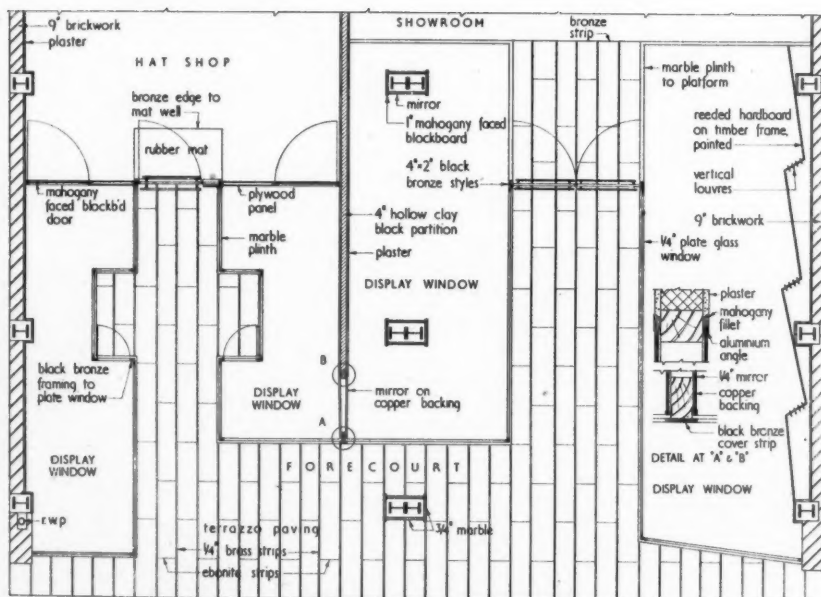 SHOWROOM
bronze
strip
9" brickwork
plaster
HAT SHOP
bronze edge to
mat well
rubber mat
mahogany
faced blockb'd
door
plywood
panel
marble
plinth
mirror
1" mahogany faced
blockboard
4"×2" black
bronze styles
4" hollow clay
block partition
plaster
DISPLAY WINDOW
marble plinth
to platform
reeded hardboard
on timber frame,
painted
vertical
louvres
9" brickwork
1/4" plate glass
window
plaster
mahogany
fillet
aluminium
angle
1/4" mirror
copper
backing
black bronze
cover strip
DETAIL AT "A" & "B"
DISPLAY WINDOW
black bronze
framing to
plate window
DISPLAY
WINDOW
B
A
mirror on
copper backing
DISPLAY
WINDOW
FORECOURT
r.w.p
terrazzo paving
1/4" brass strips
ebonite strips
3/4" marble